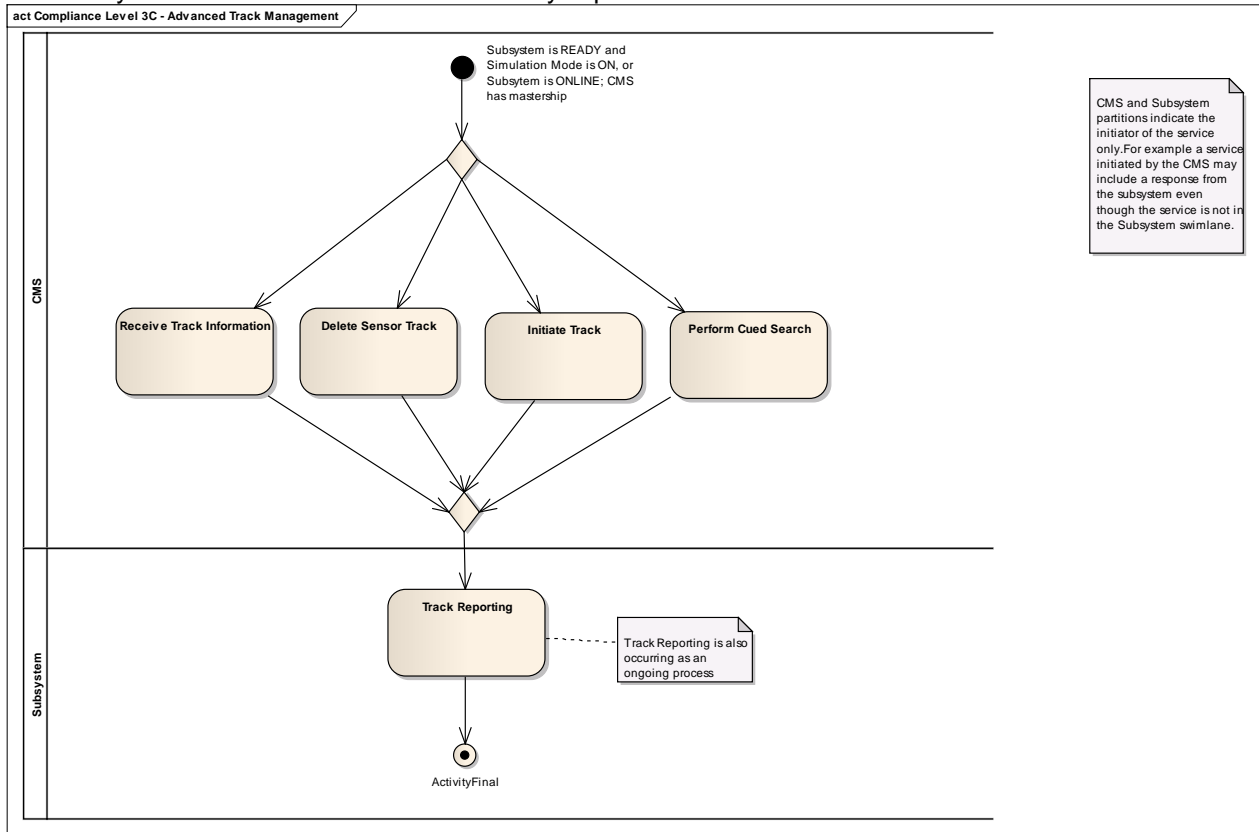 act Compliance Level 3C - Advanced Track Management
Subsystem is READY and
Simulation Mode is ON, or
Subsytem is ONLINE; CMS
has mastership
CMS and Subsystem
partitions indicate the
initiator of the service
only.For example a service
initiated by the CMS may
include a response from
the subsystem even
though the service is not in
the Subsystem swimlane.
CMS
Receive Track Information
Delete Sensor Track
Initiate Track
Perform Cued Search
Subsystem
Track Reporting
Track Reporting is also
occurring as an
ongoing process
ActivityFinal